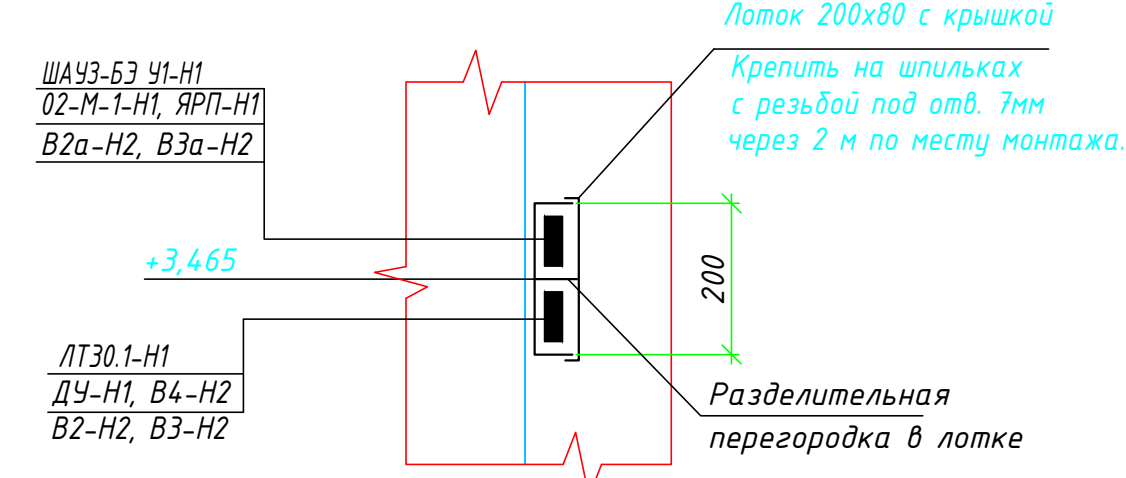 Лоток 200х80 с крышкой
Крепить на шпильках
с резьбой под отв. 7мм
через 2 м по месту монтажа.
ШАУЗ-БЭ У1-Н1
02-М-1-Н1, ЯРП-Н1
В2а-Н2, В3а-Н2
+3,465
200
ЛТ30.1-Н1
ДУ-Н1, В4-Н2
В2-Н2, В3-Н2
Разделительная
перегородка в лотке